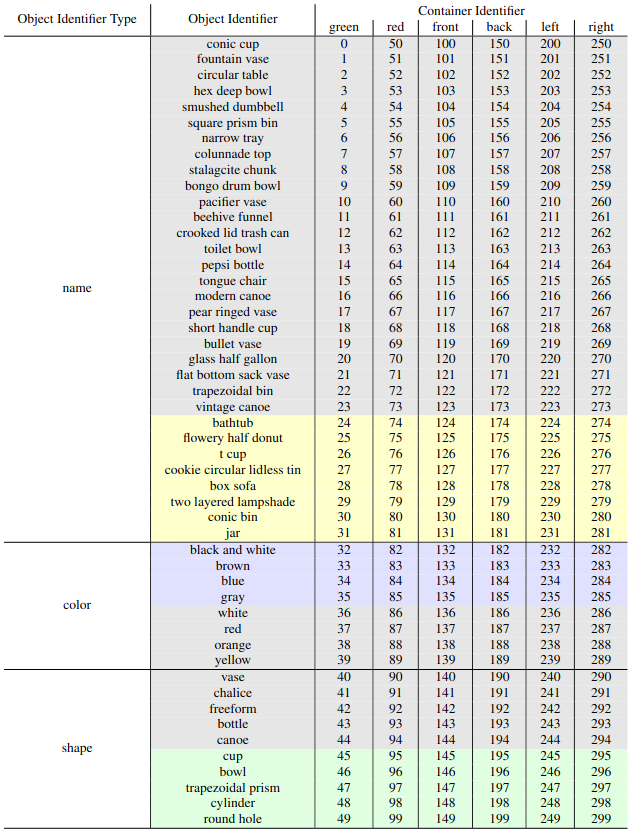 Object Identifier Type Object Identifier Container Identifier
green red front back left right
conic cup 0 50 100 150 200 250
fountain vase 1 51 101 151 201 251
circular table 2 52 102 152 202 252
hex deep bowl 3 53 103 153 203 253
smushed dumbbell 4 54 104 154 204 254
square prism bin 5 55 105 155 205 255
narrow tray 6 56 106 156 206 256
colunnade top 7 57 107 157 207 257
stalagcite chunk 8 58 108 158 208 258
bongo drum bowl 9 59 109 159 209 259
pacifier vase 10 60 110 160 210 260
beehive funnel 11 61 111 161 211 261
crooked lid trash can 12 62 112 162 212 262
toilet bowl 13 63 113 163 213 263
pepsi bottle 14 64 114 164 214 264
tongue chair 15 65 115 165 215 265
modern canoe 16 66 116 166 216 266
name
pear ringed vase 17 67 117 167 217 267
short handle cup 18 68 118 168 218 268
bullet vase 19 69 119 169 219 269
glass half gallon 20 70 120 170 220 270
flat bottom sack vase 21 71 121 171 221 271
trapezoidal bin 22 72 122 172 222 272
vintage canoe 23 73 123 173 223 273
bathtub 24 74 124 174 224 274
flowery half donut 25 75 125 175 225 275
t cup 26 76 126 176 226 276
cookie circular lidless tin 27 77 127 177 227 277
box sofa 28 78 128 178 228 278
two layered lampshade 29 79 129 179 229 279
conic bin 30 80 130 180 230 280
jar 31 81 131 181 231 281
black and white 32 82 132 182 232 282
brown 33 83 133 183 233 283
blue 34 84 134 184 234 284
gray 35 85 135 185 235 285
color
white 36 86 136 186 236 286
red 37 87 137 187 237 287
orange 38 88 138 188 238 288
yellow 39 89 139 189 239 289
vase 40 90 140 190 240 290
chalice 41 91 141 191 241 291
freeform 42 92 142 192 242 292
bottle 43 93 143 193 243 293
canoe 44 94 144 194 244 294
shape
cup 45 95 145 195 245 295
bowl 46 96 146 196 246 296
trapezoidal prism 47 97 147 197 247 297
cylinder 48 98 148 198 248 298
round hole 49 99 149 199 249 299